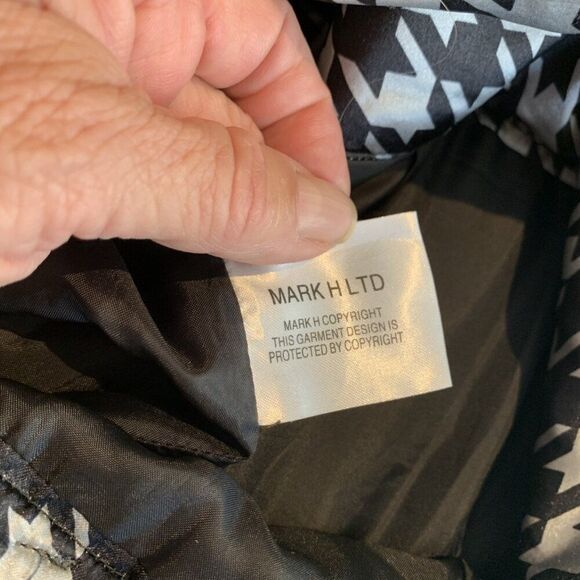 MARK H LTD
MARK H COPYRIGHT
THIS GARMENT DESIGN IS
PROTECTED BY COPYRIGHT